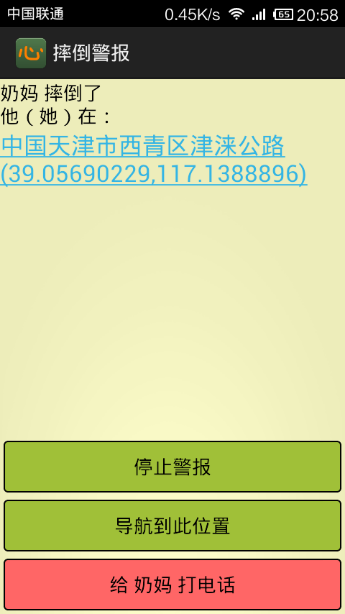 中国联通 0.45K/s 65 20:58
心 摔倒警报
奶妈 摔倒了
他（她）在：
中国天津市西青区津涞公路
(39.05690229,117.1388896)
停止警报
导航到此位置
给 奶妈 打电话